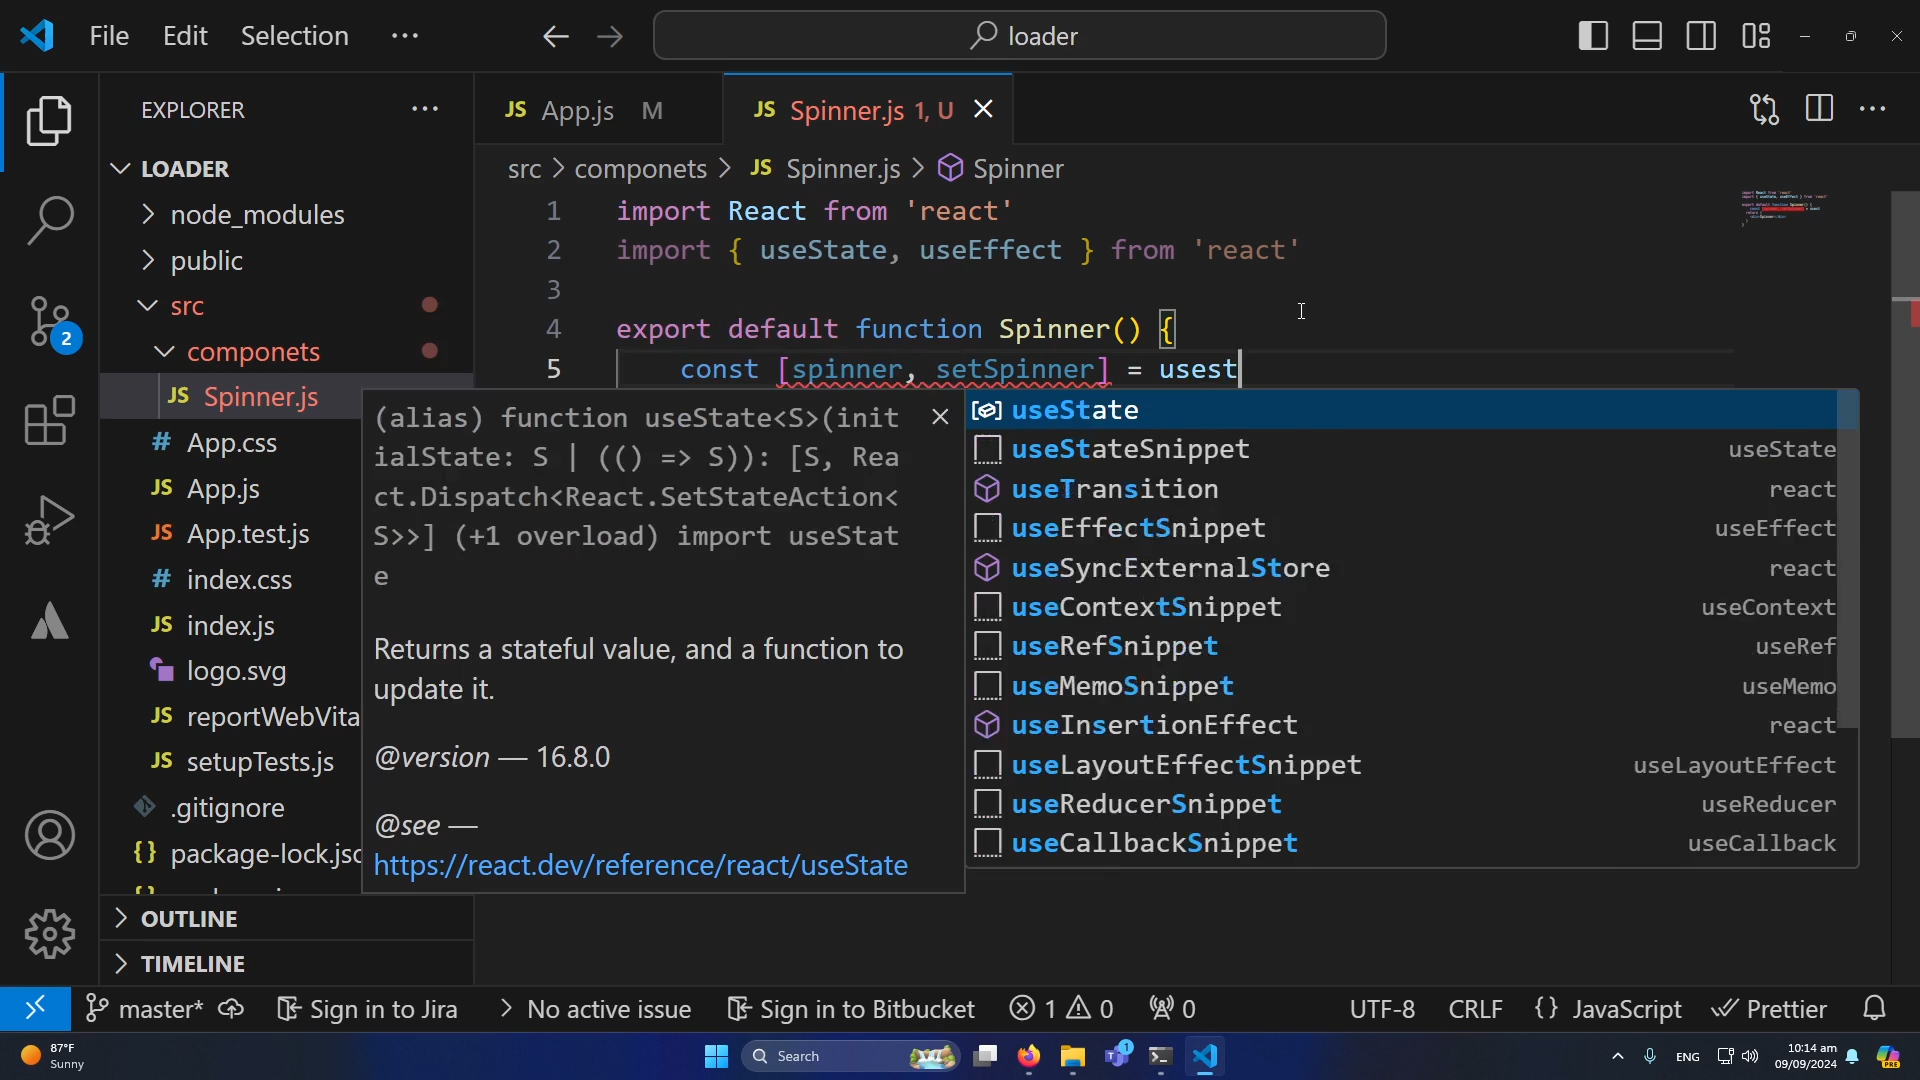 File Edit Selection ···
loader
EXPLORER ···
JS App.js M
JS Spinner.js 1, U
LOADER
src > componets > JS Spinner.js > Spinner
node_modules
public
src
componets
JS Spinner.js
# App.css
JS App.js
JS App.test.js
# index.css
JS index.js
logo.svg
JS reportWebVita
JS setupTests.js
.gitignore
{} package-lock.jsc
OUTLINE
TIMELINE
2
1 import React from 'react'
2 import { useState, useEffect } from 'react'
3
4 export default function Spinner() {
5 const [spinner, setSpinner] = usest
(alias) function useState<S>(init
ialState: S | (() => S)): [S, Rea
ct.Dispatch<React.SetStateAction<
S>>] (+1 overload) import useStat
e
Returns a stateful value, and a function to
update it.
@version — 16.8.0
@see —
https://react.dev/reference/react/useState
useState
useStateSnippet useState
useTransition react
useEffectSnippet useEffect
useSyncExternalStore react
useContextSnippet useContext
useRefSnippet useRef
useMemoSnippet useMemo
useInsertionEffect react
useLayoutEffectSnippet useLayoutEffect
useReducerSnippet useReducer
useCallbackSnippet useCallback
master* Sign in to Jira > No active issue Sign in to Bitbucket 1 0 0 UTF-8 CRLF {} JavaScript Prettier
87°F
Sunny
Search
1
ENG
10:14 am
09/09/2024
PRE